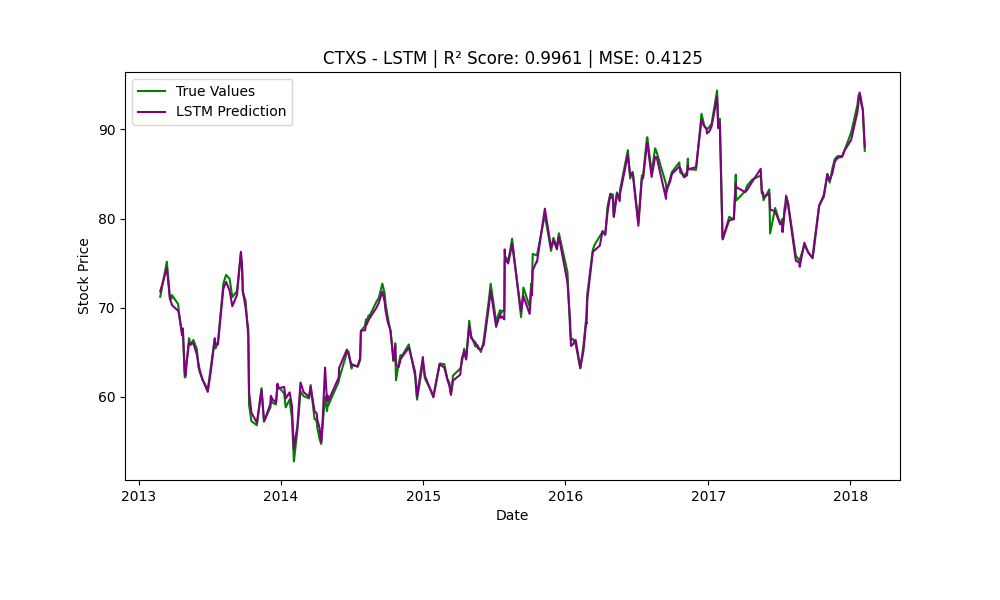 CTXS - LSTM | R² Score: 0.9961 | MSE: 0.4125
True Values
LSTM Prediction
90
80
70
60
Stock Price
2013 2014 2015 2016 2017 2018
Date